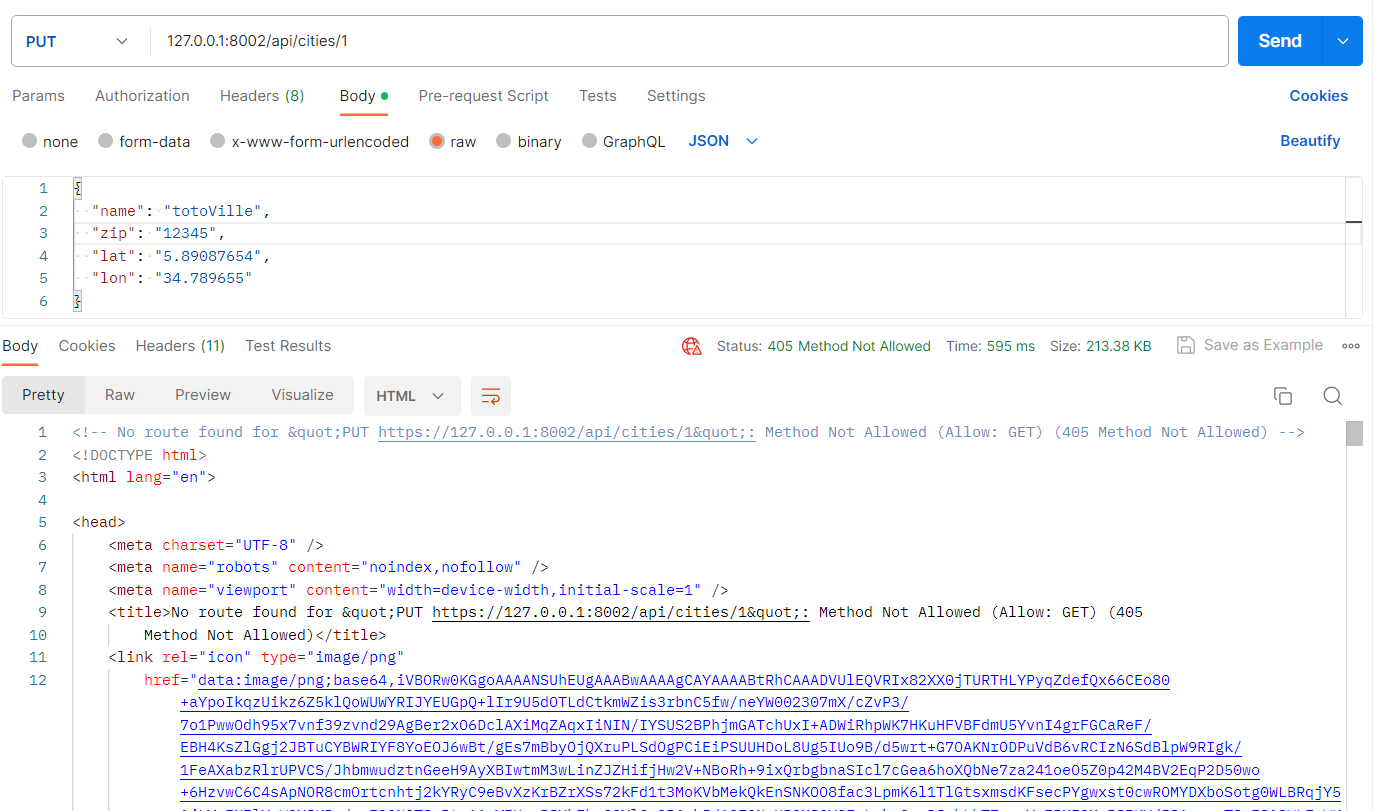 PUT 127.0.0.1:8002/api/cities/1 Send
Params Authorization Headers (8) Body Pre-request Script Tests Settings Cookies
none form-data x-www-form-urlencoded raw binary GraphQL JSON Beautify
1 {
2 "name": "totoVille",
3 "zip": "12345",
4 "lat": "5.89087654",
5 "lon": "34.789655"
6 }
Body Cookies Headers (11) Test Results Status: 405 Method Not Allowed Time: 595 ms Size: 213.38 KB Save as Example
Pretty Raw Preview Visualize HTML
1 <!-- No route found for &quot;PUT https://127.0.0.1:8002/api/cities/1&quot;: Method Not Allowed (Allow: GET) (405 Method Not Allowed) -->
2 <!DOCTYPE html>
3 <html lang="en">
4
5 <head>
6 <meta charset="UTF-8" />
7 <meta name="robots" content="noindex,nofollow" />
8 <meta name="viewport" content="width=device-width,initial-scale=1" />
9 <title>No route found for &quot;PUT https://127.0.0.1:8002/api/cities/1&quot;: Method Not Allowed (Allow: GET) (405
10 Method Not Allowed)</title>
11 <link rel="icon" type="image/png"
12 href="data:image/png;base64,iVBORw0KGgoAAAANSUhEUgAAABwAAAAgCAYAAAABtRhCAAADVUlEQVRIx82XX0jTURTHLYPyqZdefQx66CEo80
+aYpoIkqzUikz6Z5klQoWUWYRIJYEUGpQ+lIr9U5dOTLdCtkmWZis3rbnC5fw/neYW002307mX/cZvP3/
7o1PwwOdh95x7vnf39zvnd29AgBer2xO6DclAXiMqZAqxIiNIN/IYSUS2BPhjmGATchUxI+ADWiRhpWK7HKuHFVBFdmU5YvnI4grFGCaReF/
EBH4KsZlGgj2JBTuCYBWRIYF8YoEOJ6wBt/gEs7mBbyOjQXruPLSdOgPCiEiPSUUHDoL8Ug5IUo9B/d5wrt+G7OAKNrODPuVdB6vRCIzN6SdBlpW9RIgk/
1FeAXabzRlrUPVCS/JhbmwudztnGeeH9AyXBIwtmM3wLinZJZHifjHw2V+NBoRh+9ixQrbgbnaSIcl7cGea6hoXQbNe7za241oeO5Z0p42M4BV2EqP2D50wo
+6HzvwC6C4sApNOR8cmOrtcnhtj2kYRyC9eBvXzKrBZrXSs72kFd1t3MoKVbMekQkEnSNKOO8fac3LpmK6l1TlGtsxmsdKFsecPYgwxst0cwROMYDXboSotg0WLBRqjY5